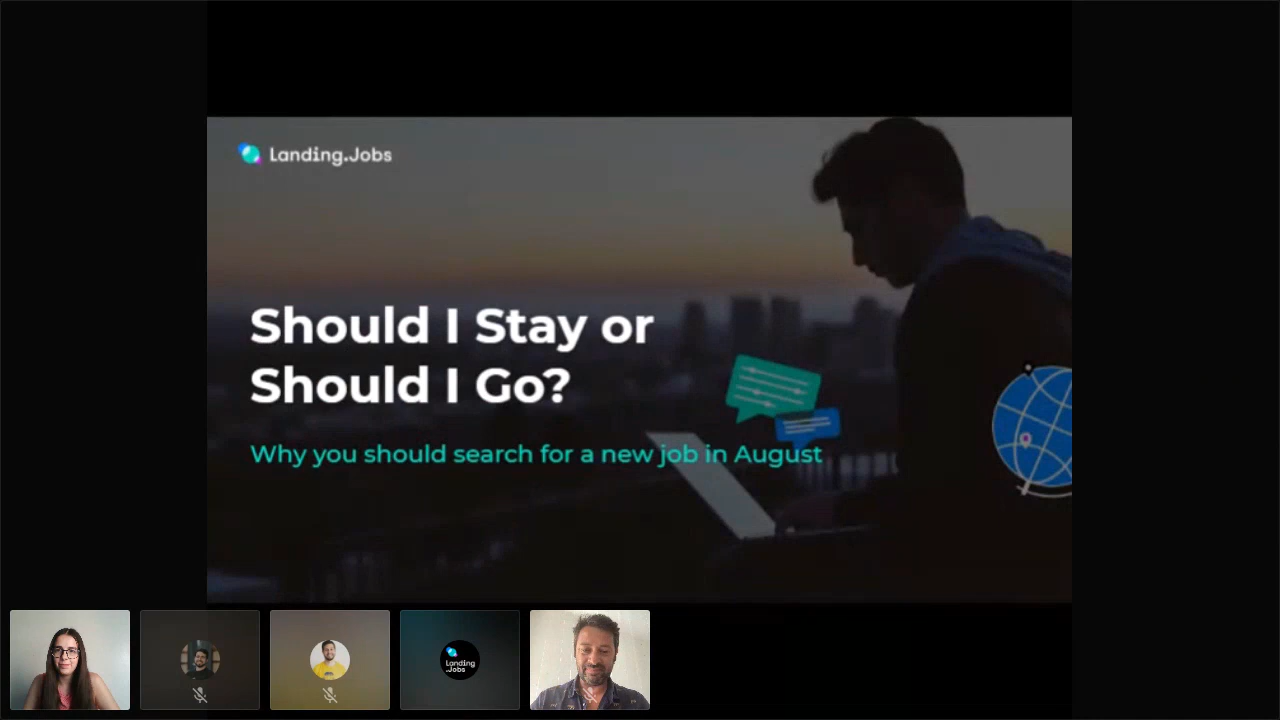 Landing.Jobs
Should I Stay or
Should I Go?
Why you should search for a new job in August
Landing
.Jobs